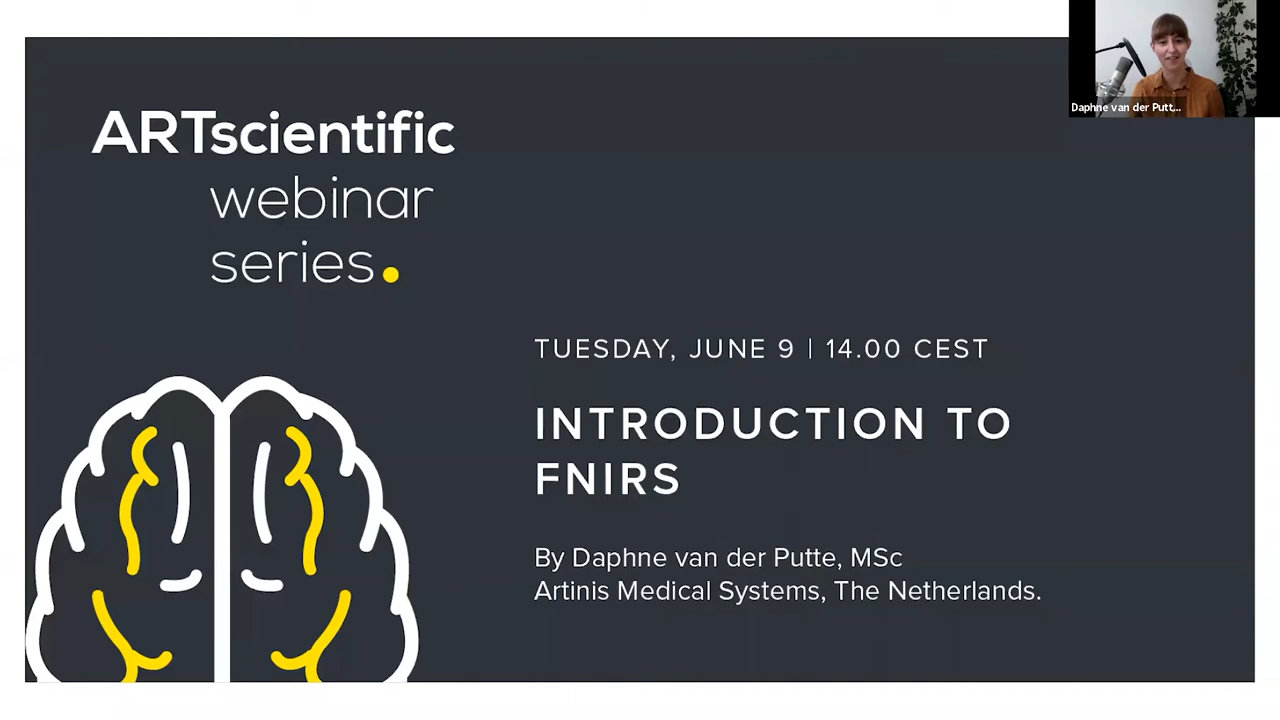 ARTscientific
webinar
series.
TUESDAY, JUNE 9 | 14.00 CEST
INTRODUCTION TO
FNIRS
By Daphne van der Putte, MSc
Artinis Medical Systems, The Netherlands.
Daphne van der Putt...